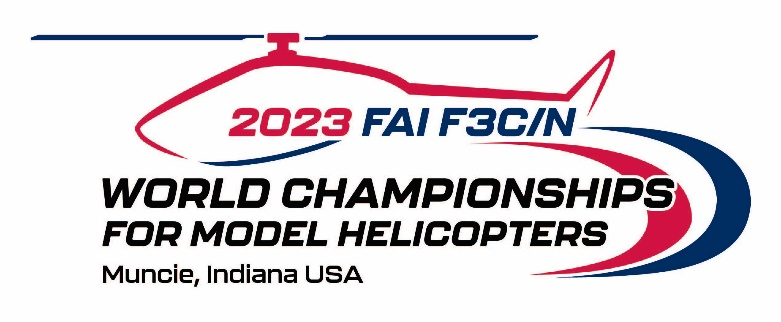 2023 FAI F3C/N
WORLD CHAMPIONSHIPS
FOR MODEL HELICOPTERS
Muncie, Indiana USA